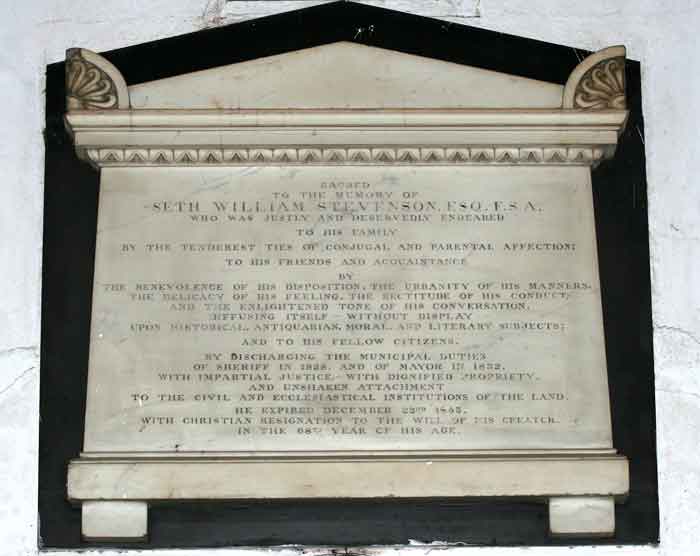 SACRED
TO THE MEMORY OF
SETH WILLIAM STEVENSON, ESQ. F.S.A.
WHO WAS JUSTLY AND DESERVEDLY ENDEARED
TO HIS FAMILY
BY THE TENDEREST TIES OF CONJUGAL AND PARENTAL AFFECTION;
TO HIS FRIENDS AND ACQUAINTANCE
BY
THE BENEVOLENCE OF HIS DISPOSITION, THE URBANITY OF HIS MANNERS,
THE DELICACY OF HIS FEELING, THE RECTITUDE OF HIS CONDUCT,
AND THE ENLIGHTENED TONE OF HIS CONVERSATION,
DIFFUSING ITSELF – WITHOUT DISPLAY
UPON HISTORICAL, ANTIQUARIAN, MORAL, AND LITERARY SUBJECTS;
AND TO HIS FELLOW CITIZENS,
BY DISCHARGING THE MUNICIPAL DUTIES
OF SHERIFF IN 1828, AND OF MAYOR IN 1832,
WITH IMPARTIAL JUSTICE – WITH DIGNIFIED PROPRIETY,
AND UNSHAKEN ATTACHMENT
TO THE CIVIL AND ECCLESIASTICAL INSTITUTIONS OF THE LAND.
HE EXPIRED DECEMBER 22ND 1853,
WITH CHRISTIAN RESIGNATION TO THE WILL OF HIS CREATOR,
IN THE 68TH YEAR OF HIS AGE.